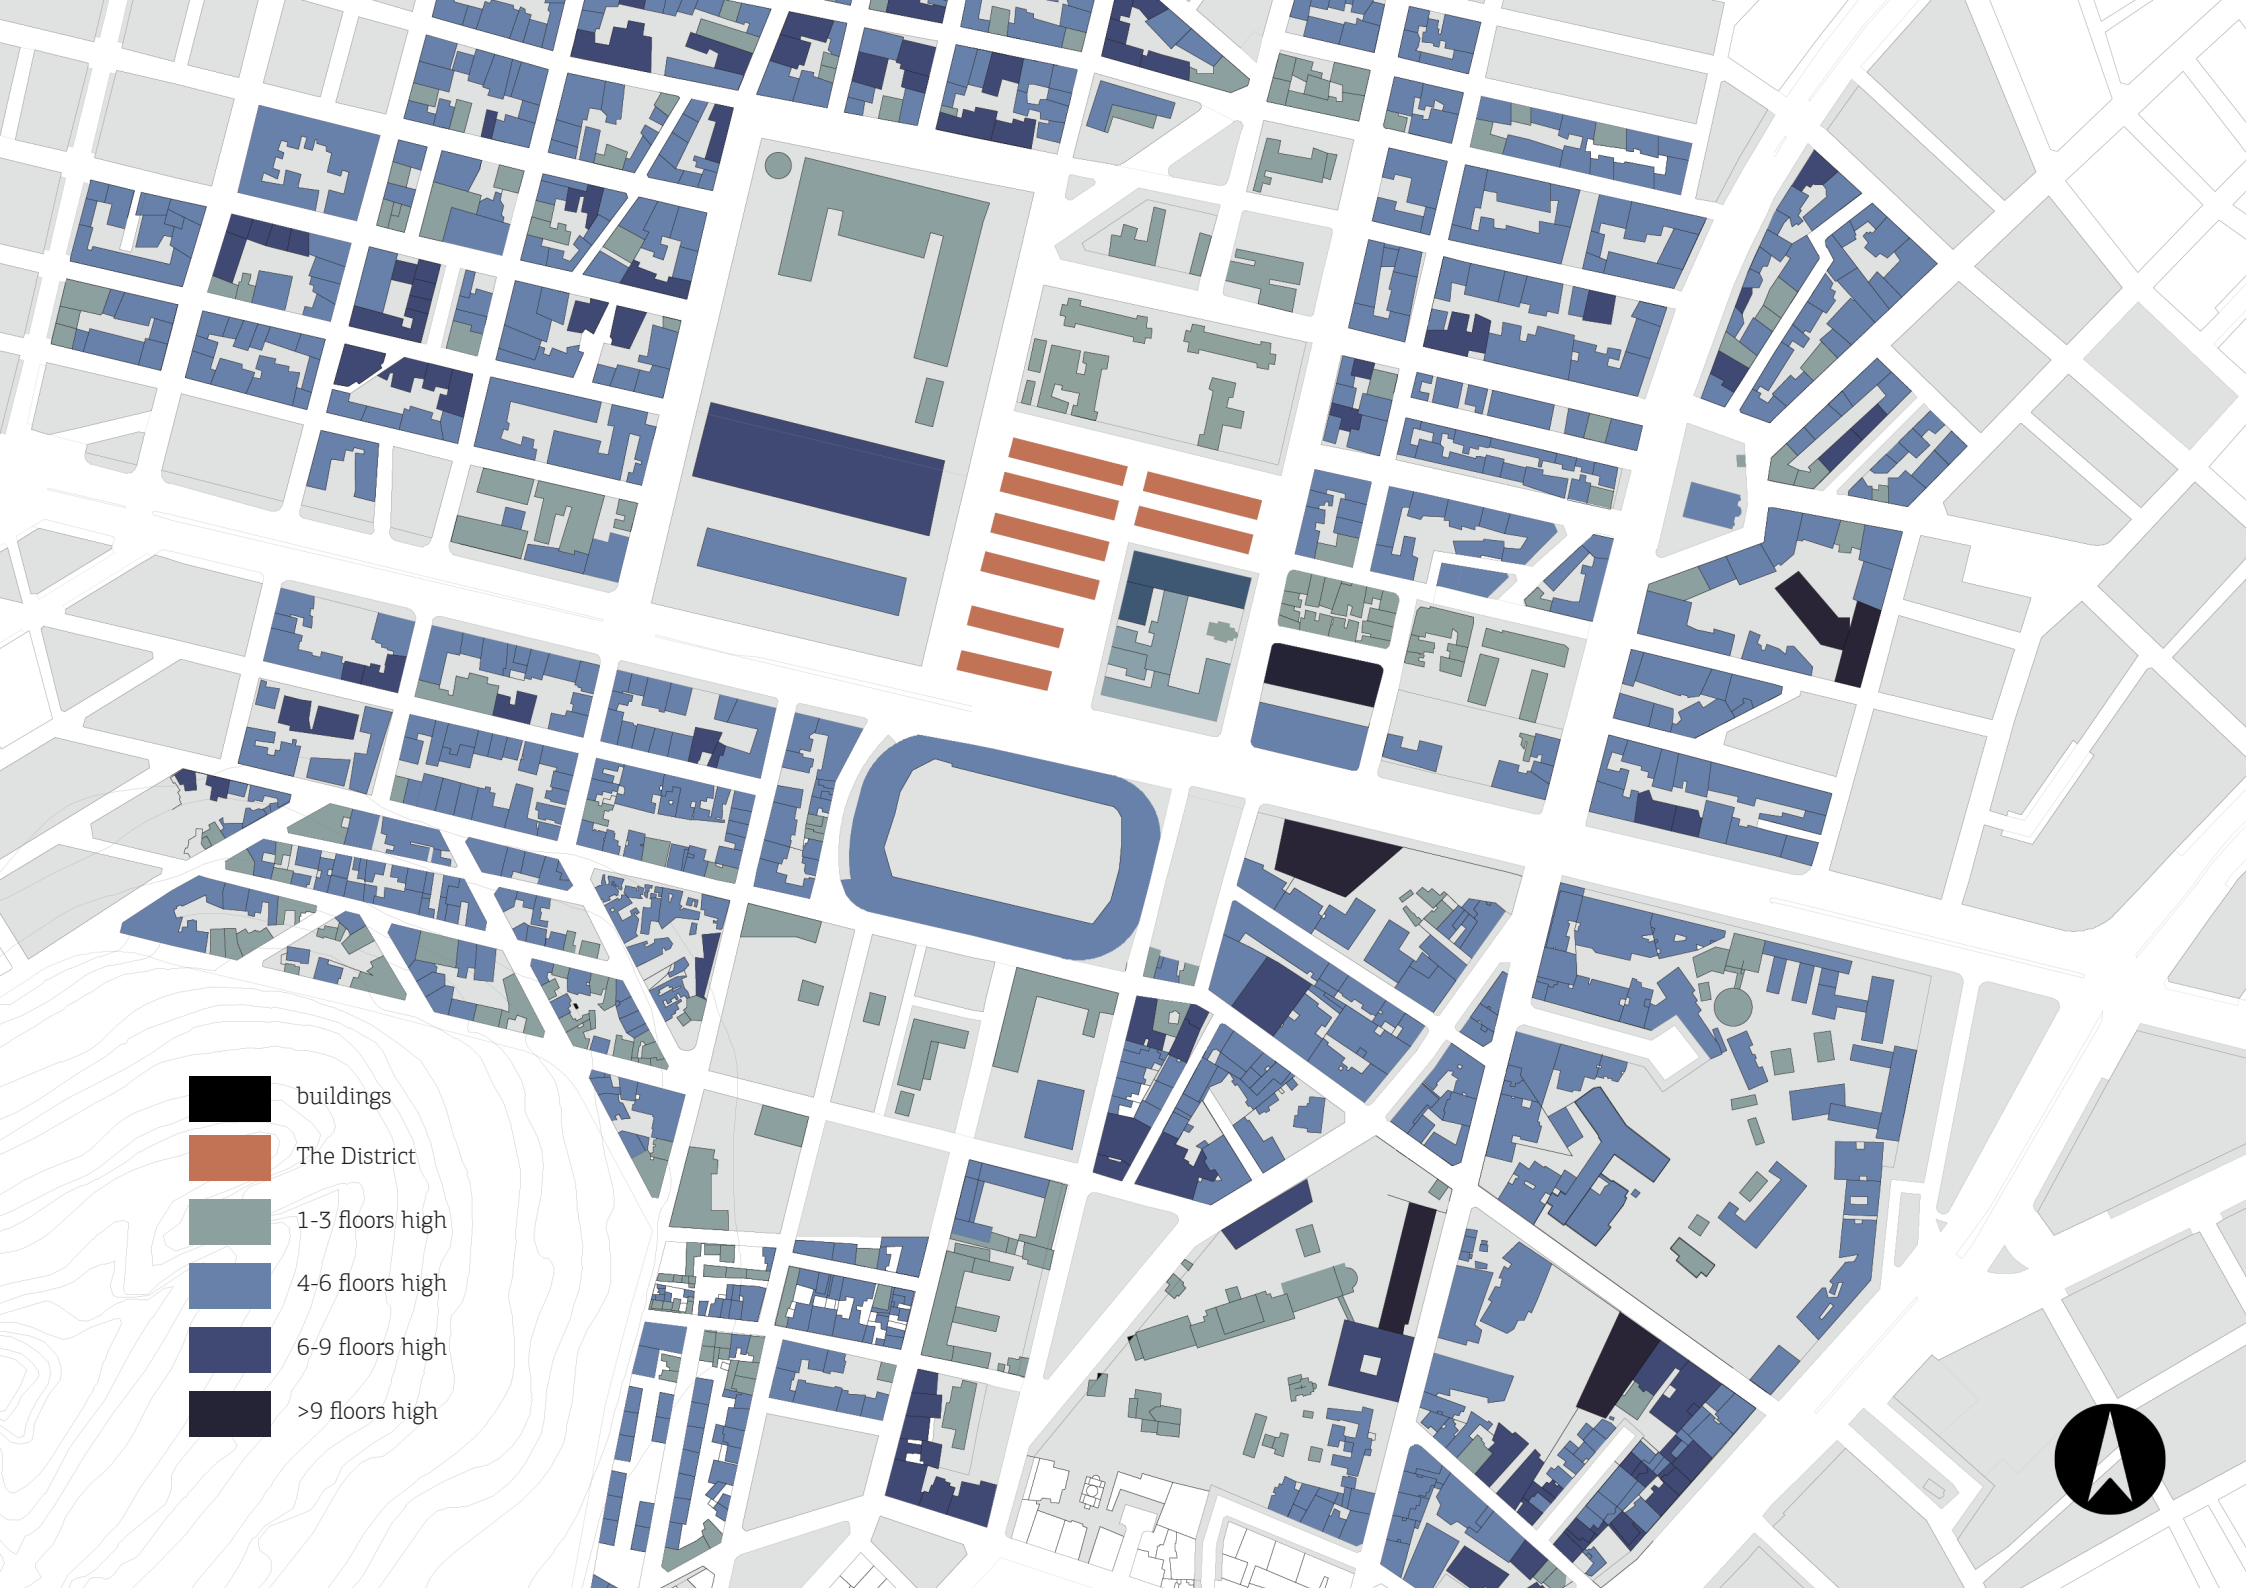 buildings
The District
1-3 floors high
4-6 floors high
6-9 floors high
>9 floors high